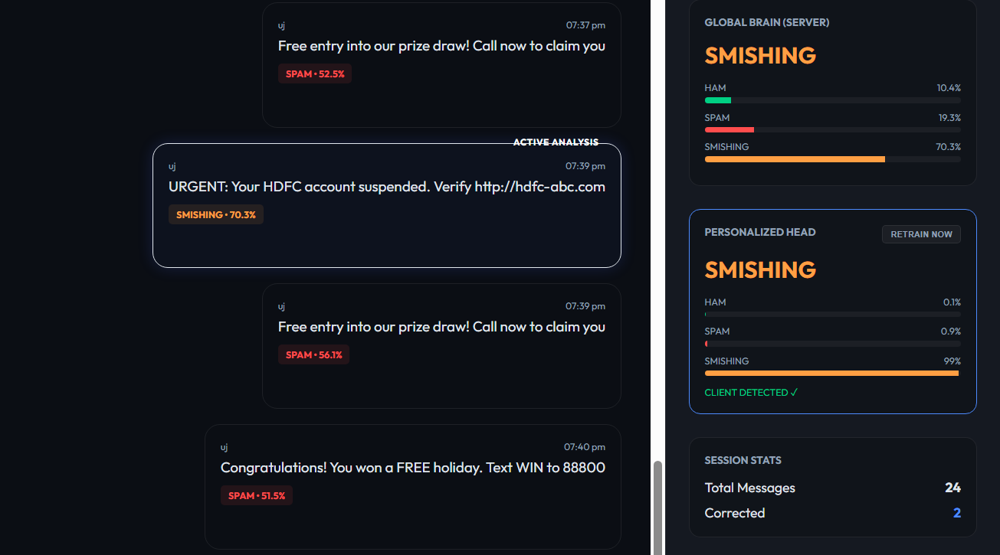 uj 07:37 pm
Free entry into our prize draw! Call now to claim you
SPAM • 52.5%
ACTIVE ANALYSIS
uj 07:39 pm
URGENT: Your HDFC account suspended. Verify http://hdfc-abc.com
SMISHING • 70.3%
uj 07:39 pm
Free entry into our prize draw! Call now to claim you
SPAM • 56.1%
uj 07:40 pm
Congratulations! You won a FREE holiday. Text WIN to 88800
SPAM • 51.5%
GLOBAL BRAIN (SERVER)
SMISHING
HAM 10.4%
SPAM 19.3%
SMISHING 70.3%
PERSONALIZED HEAD RETRAIN NOW
SMISHING
HAM 0.1%
SPAM 0.9%
SMISHING 99%
CLIENT DETECTED ✓
SESSION STATS
Total Messages 24
Corrected 2